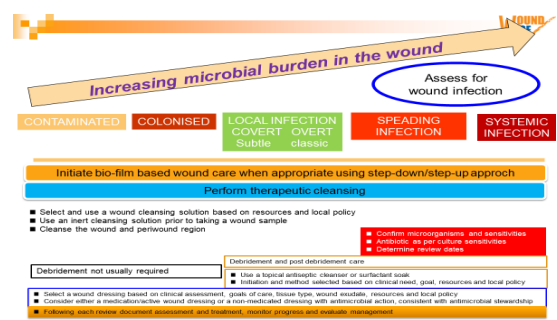 WOUND
Increasing microbial burden in the wound
Assess for
wound infection
CONTAMINATED
COLONISED
LOCAL INFECTION
COVERT OVERT
Subtle classic
SPEADING
INFECTION
SYSTEMIC
INFECTION
Initiate bio-film based wound care when appropriate using step-down/step-up approch
Perform therapeutic cleansing
■ Select and use a wound cleansing solution based on resources and local policy
■ Use an inert cleansing solution prior to taking a wound sample
■ Cleanse the wound and periwound region
■ Confirm microorganisms and sensitivities
■ Antibiotic as per culture sensitivities
■ Determine review dates
Debridement and post debridement care
Debridement not usually required
■ Use a topical antiseptic cleanser or surfactant soak
■ Initiation and method selected based on clinical need, goal, resources and local policy
■ Select a wound dressing based on clinical assessment, goals of care, tissue type, wound exudate, resources and local policy
■ Consider either a medication/active wound dressing or a non-medicated dressing with antimicrobial action, consistent with antimicrobial stewardship
■ Following each review document assessment and treatment, monitor progress and evaluate management